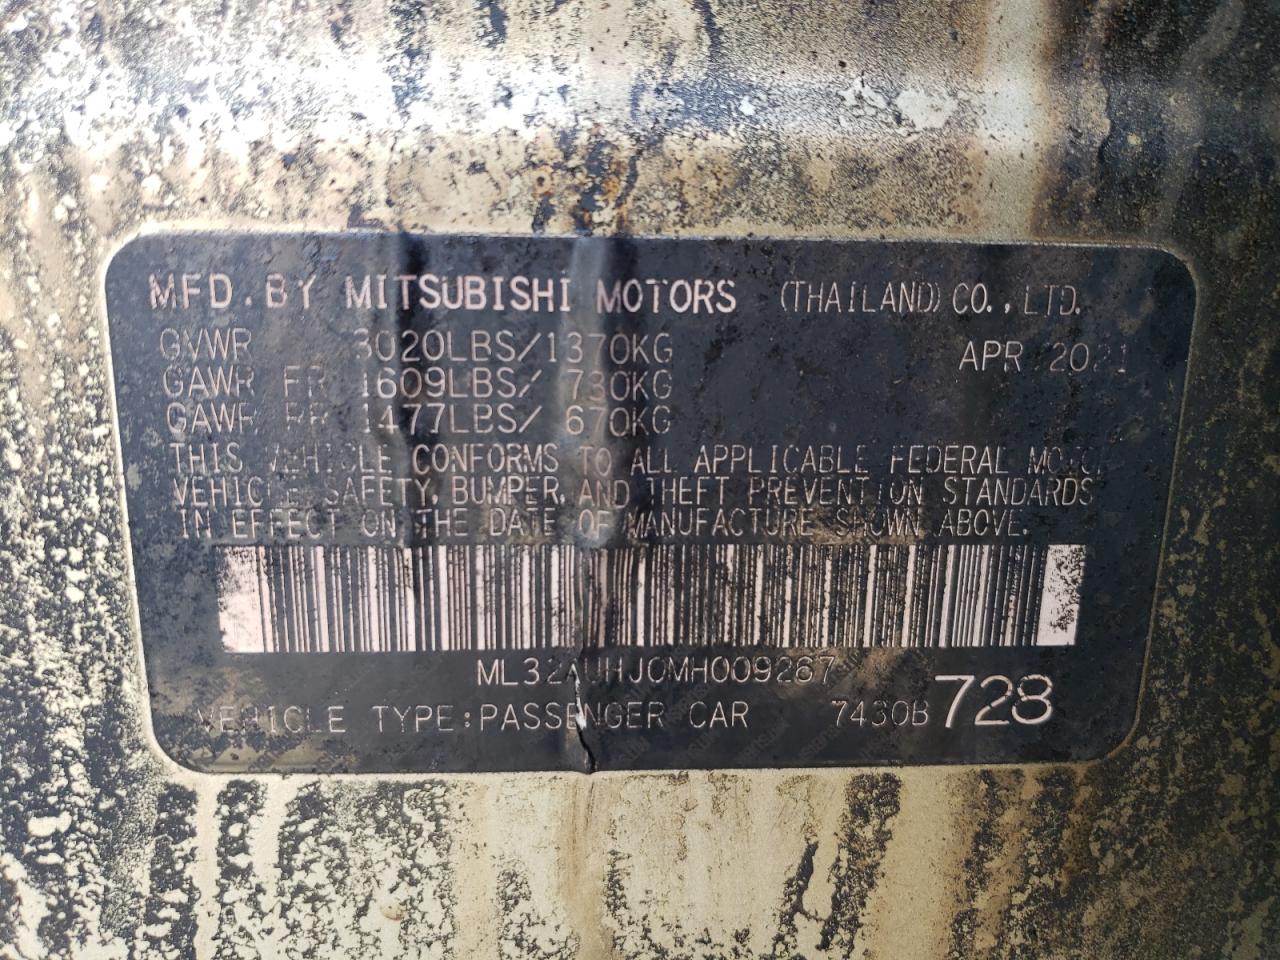 MFD. BY MITSUBISHI MOTORS (THAILAND) CO., LTD.
GVWR 3020LBS/1370KG APR 2021
GAWR FR 1609LBS/ 730KG
GAWR RR 1477LBS/ 670KG
THIS VEHICLE CONFORMS TO ALL APPLICABLE FEDERAL MOTOR
VEHICLE SAFETY, BUMPER, AND THEFT PREVENTION STANDARDS
IN EFFECT ON THE DATE OF MANUFACTURE SHOWN ABOVE.
ML32AUHJ0MH009267
VEHICLE TYPE:PASSENGER CAR 7430B 728